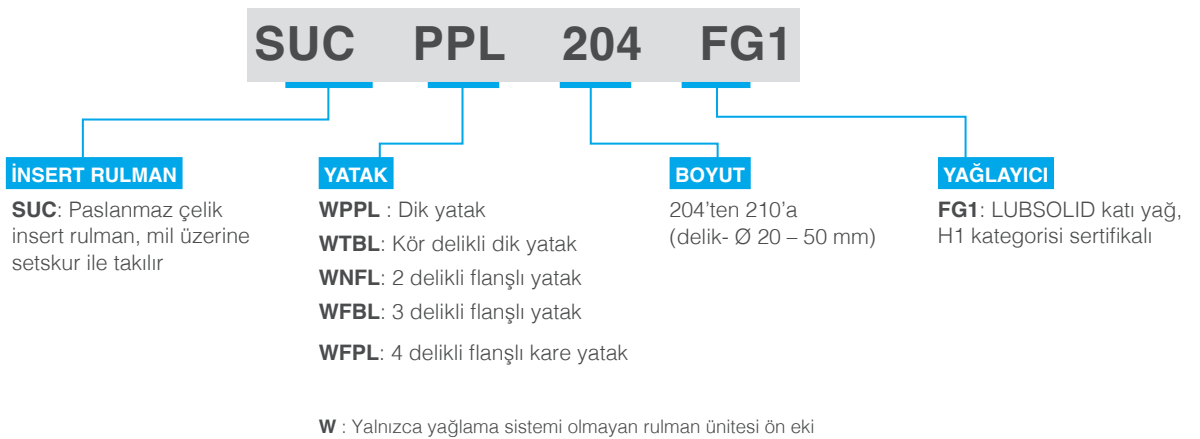 SUC PPL 204 FG1
İNSERT RULMAN
SUC: Paslanmaz çelik
insert rulman, mil üzerine
setskur ile takılır
YATAK
WPPL : Dik yatak
WTBL: Kör delikli dik yatak
WNFL: 2 delikli flanşlı yatak
WFBL: 3 delikli flanşlı yatak
WFPL: 4 delikli flanşlı kare yatak
BOYUT
204’ten 210’a
(delik- Ø 20 – 50 mm)
YAĞLAYICI
FG1: LUBSOLID katı yağ,
H1 kategorisi sertifikalı
W : Yalnızca yağlama sistemi olmayan rulman ünitesi ön eki